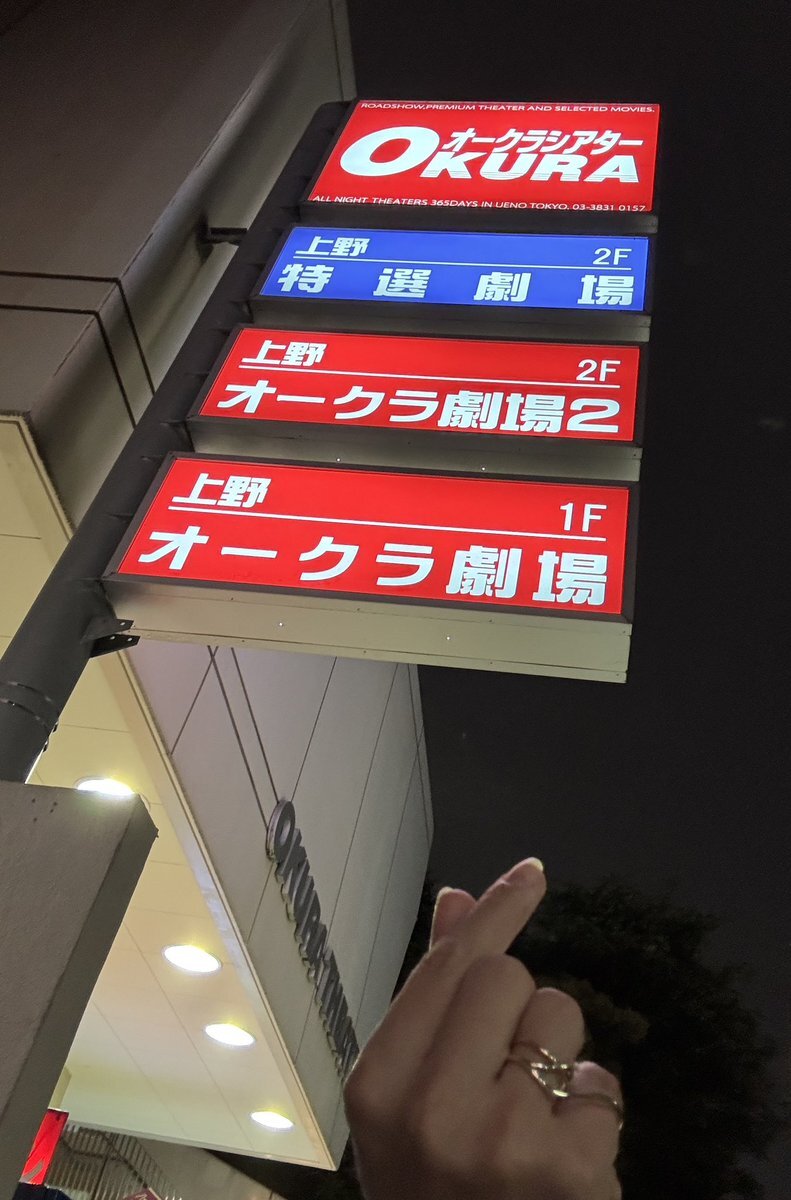 ROADSHOW,PREMIUM THEATER AND SELECTED MOVIES.
オークラシアター
OKURA
ALL NIGHT THEATERS 365DAYS IN UENO TOKYO. 03-3831 0157
上野 2F
特選劇場
上野 2F
オークラ劇場2
上野 1F
オークラ劇場
OKURA